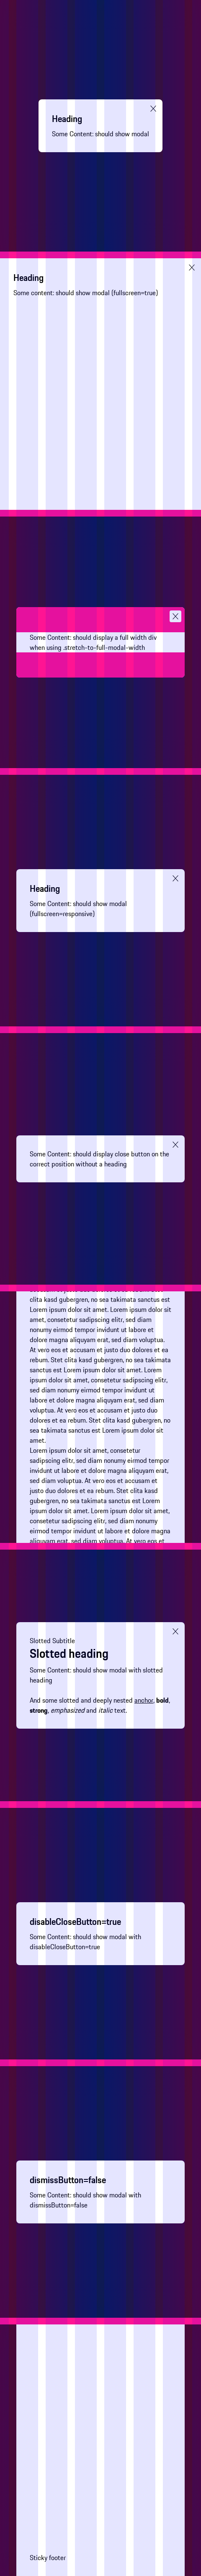 Heading
Some Content: should show modal
Heading
Some content: should show modal (fullscreen=true)
Some Content: should display a full width div
when using .stretch-to-full-modal-width
Heading
Some Content: should show modal
(fullscreen=responsive)
Some Content: should display close button on the
correct position without a heading
clita kasd gubergren, no sea takimata sanctus est
Lorem ipsum dolor sit amet. Lorem ipsum dolor sit
amet, consetetur sadipscing elitr, sed diam
nonumy eirmod tempor invidunt ut labore et
dolore magna aliquyam erat, sed diam voluptua.
At vero eos et accusam et justo duo dolores et ea
rebum. Stet clita kasd gubergren, no sea takimata
sanctus est Lorem ipsum dolor sit amet. Lorem
ipsum dolor sit amet, consetetur sadipscing elitr,
sed diam nonumy eirmod tempor invidunt ut
labore et dolore magna aliquyam erat, sed diam
voluptua. At vero eos et accusam et justo duo
dolores et ea rebum. Stet clita kasd gubergren, no
sea takimata sanctus est Lorem ipsum dolor sit
amet.
Lorem ipsum dolor sit amet, consetetur
sadipscing elitr, sed diam nonumy eirmod tempor
invidunt ut labore et dolore magna aliquyam erat,
sed diam voluptua. At vero eos et accusam et
justo duo dolores et ea rebum. Stet clita kasd
gubergren, no sea takimata sanctus est Lorem
ipsum dolor sit amet. Lorem ipsum dolor sit amet,
consetetur sadipscing elitr, sed diam nonumy
eirmod tempor invidunt ut labore et dolore magna
aliquyam erat, sed diam voluptua. At vero eos et
Slotted Subtitle
Slotted heading
Some Content: should show modal with slotted
heading
And some slotted and deeply nested anchor, bold,
strong, emphasized and italic text.
disableCloseButton=true
Some Content: should show modal with
disableCloseButton=true
dismissButton=false
Some Content: should show modal with
dismissButton=false
Sticky footer